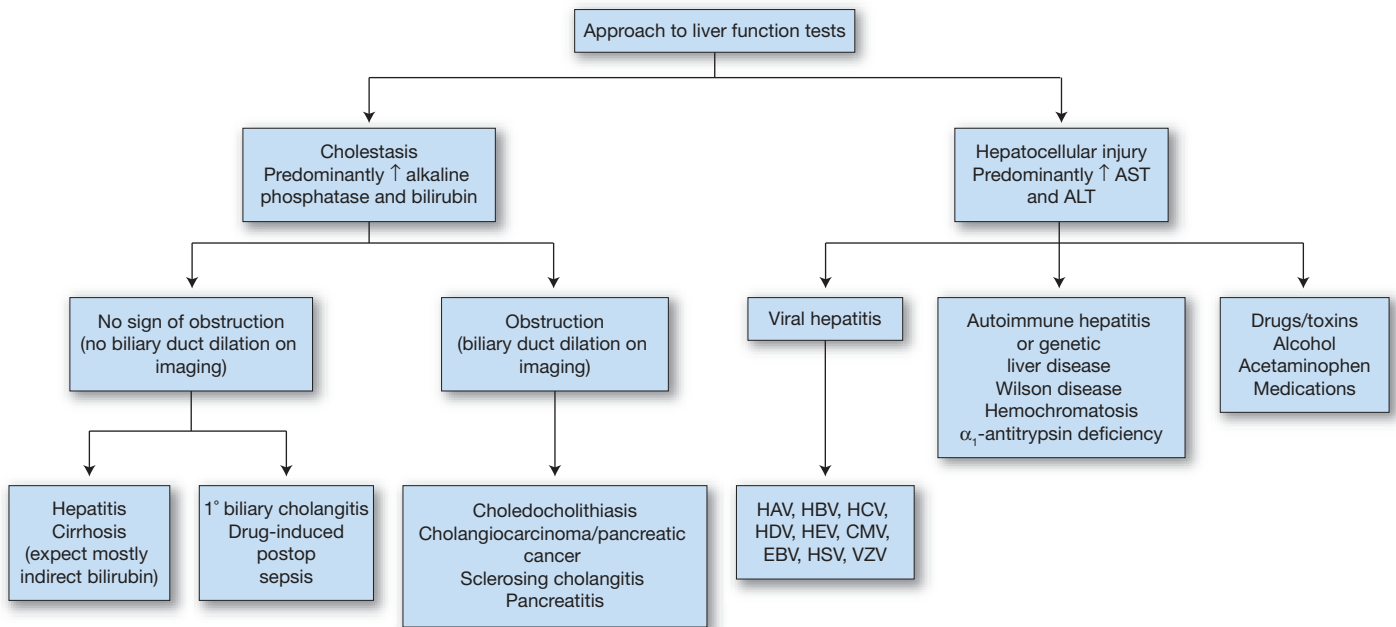 Approach to liver function tests
Cholestasis
Predominantly ↑ alkaline
phosphatase and bilirubin
Hepatocellular injury
Predominantly ↑ AST
and ALT
No sign of obstruction
(no biliary duct dilation on
imaging)
Obstruction
(biliary duct dilation on
imaging)
Viral hepatitis
Autoimmune hepatitis
or genetic
liver disease
Wilson disease
Hemochromatosis
α₁-antitrypsin deficiency
Drugs/toxins
Alcohol
Acetaminophen
Medications
Hepatitis
Cirrhosis
(expect mostly
indirect bilirubin)
1° biliary cholangitis
Drug-induced
postop
sepsis
Choledocholithiasis
Cholangiocarcinoma/pancreatic
cancer
Sclerosing cholangitis
Pancreatitis
HAV, HBV, HCV,
HDV, HEV, CMV,
EBV, HSV, VZV